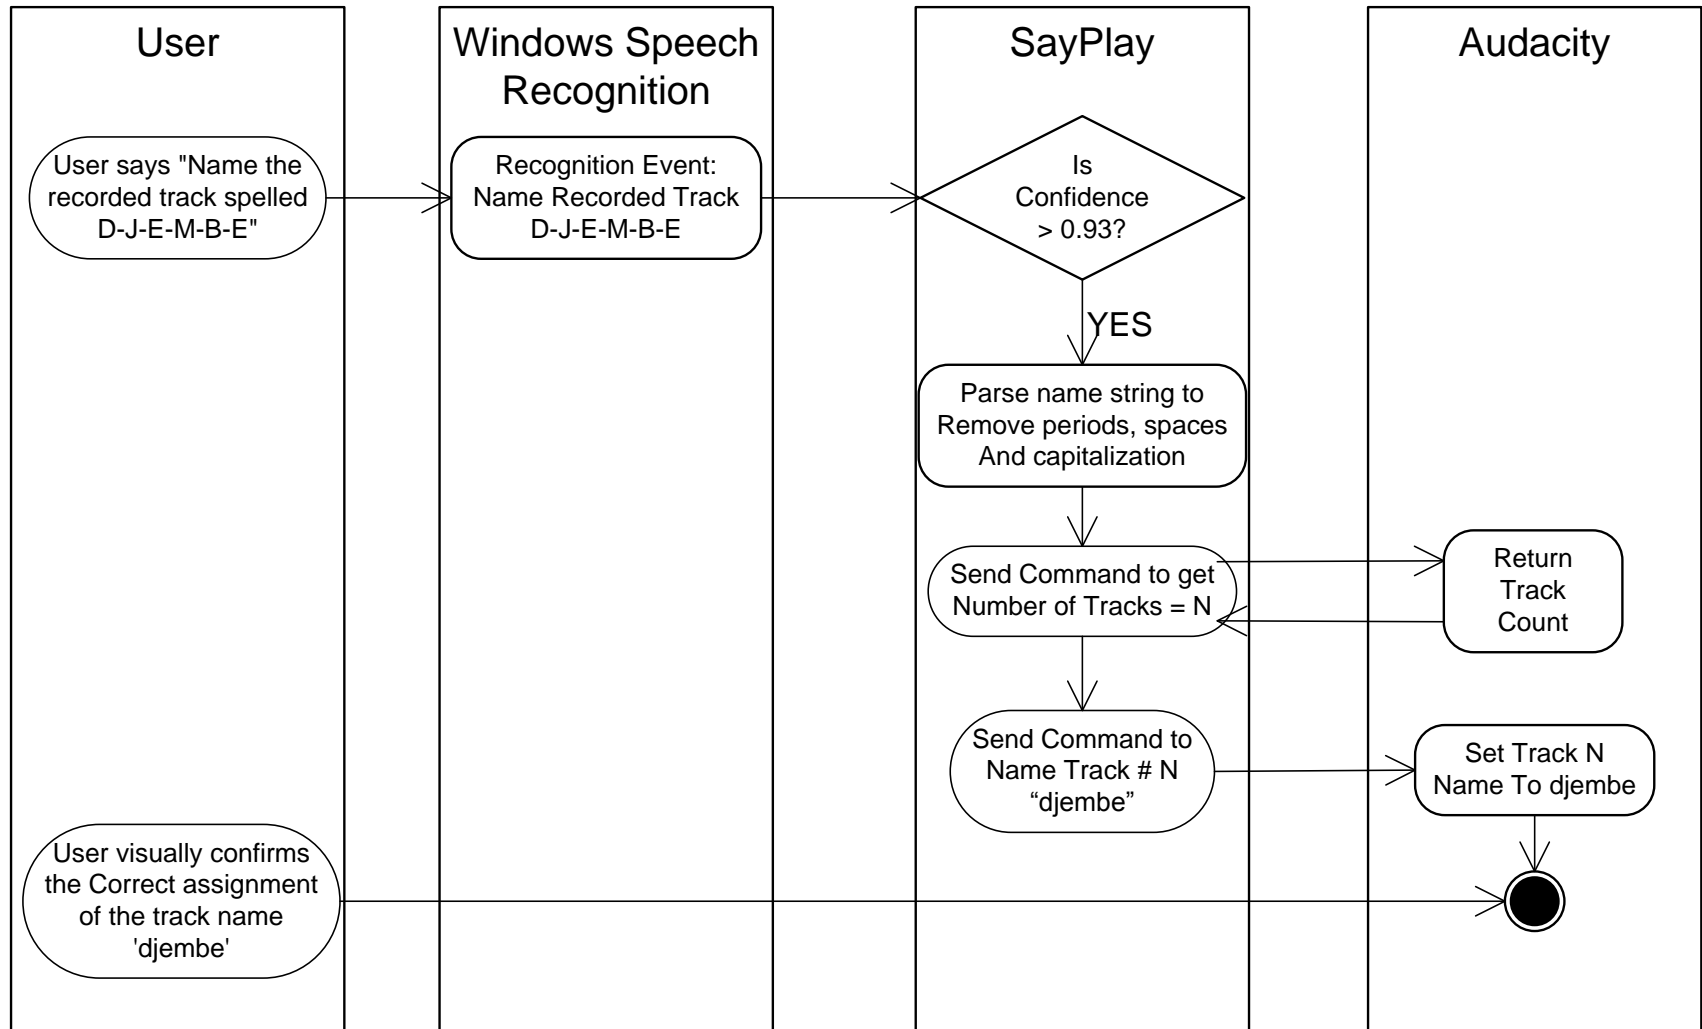 User
Windows Speech
Recognition
SayPlay
Audacity
User says "Name the
recorded track spelled
D-J-E-M-B-E"
Recognition Event:
Name Recorded Track
D-J-E-M-B-E
Is
Confidence
> 0.93?
YES
Parse name string to
Remove periods, spaces
And capitalization
Send Command to get
Number of Tracks = N
Return
Track
Count
Send Command to
Name Track # N
“djembe”
Set Track N
Name To djembe
User visually confirms
the Correct assignment
of the track name
'djembe'